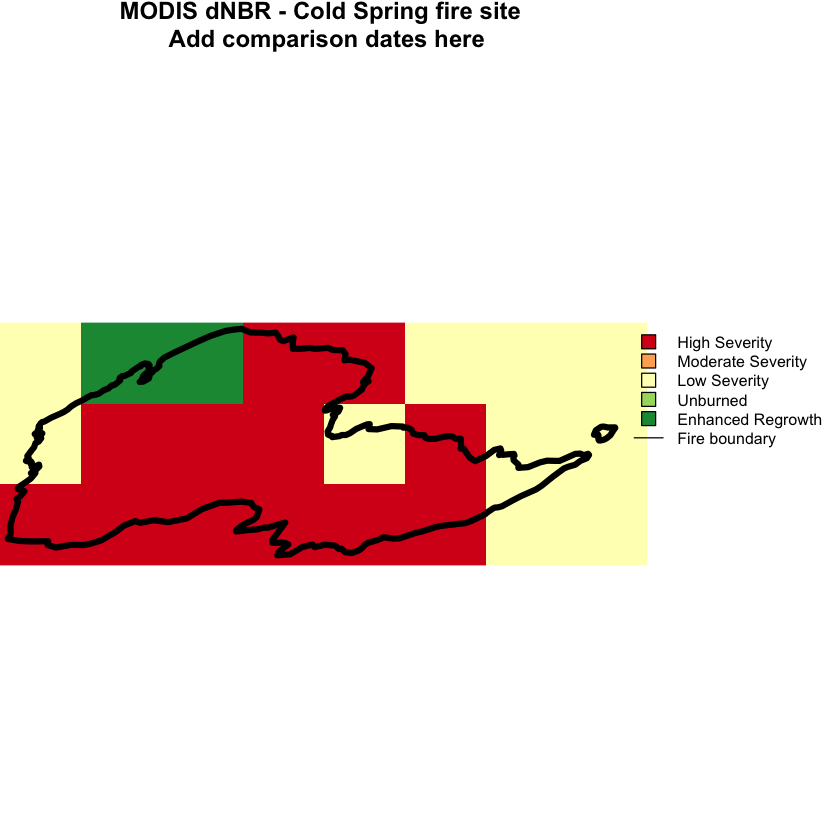 MODIS dNBR - Cold Spring fire site
Add comparison dates here
High Severity
Moderate Severity
Low Severity
Unburned
Enhanced Regrowth
Fire boundary